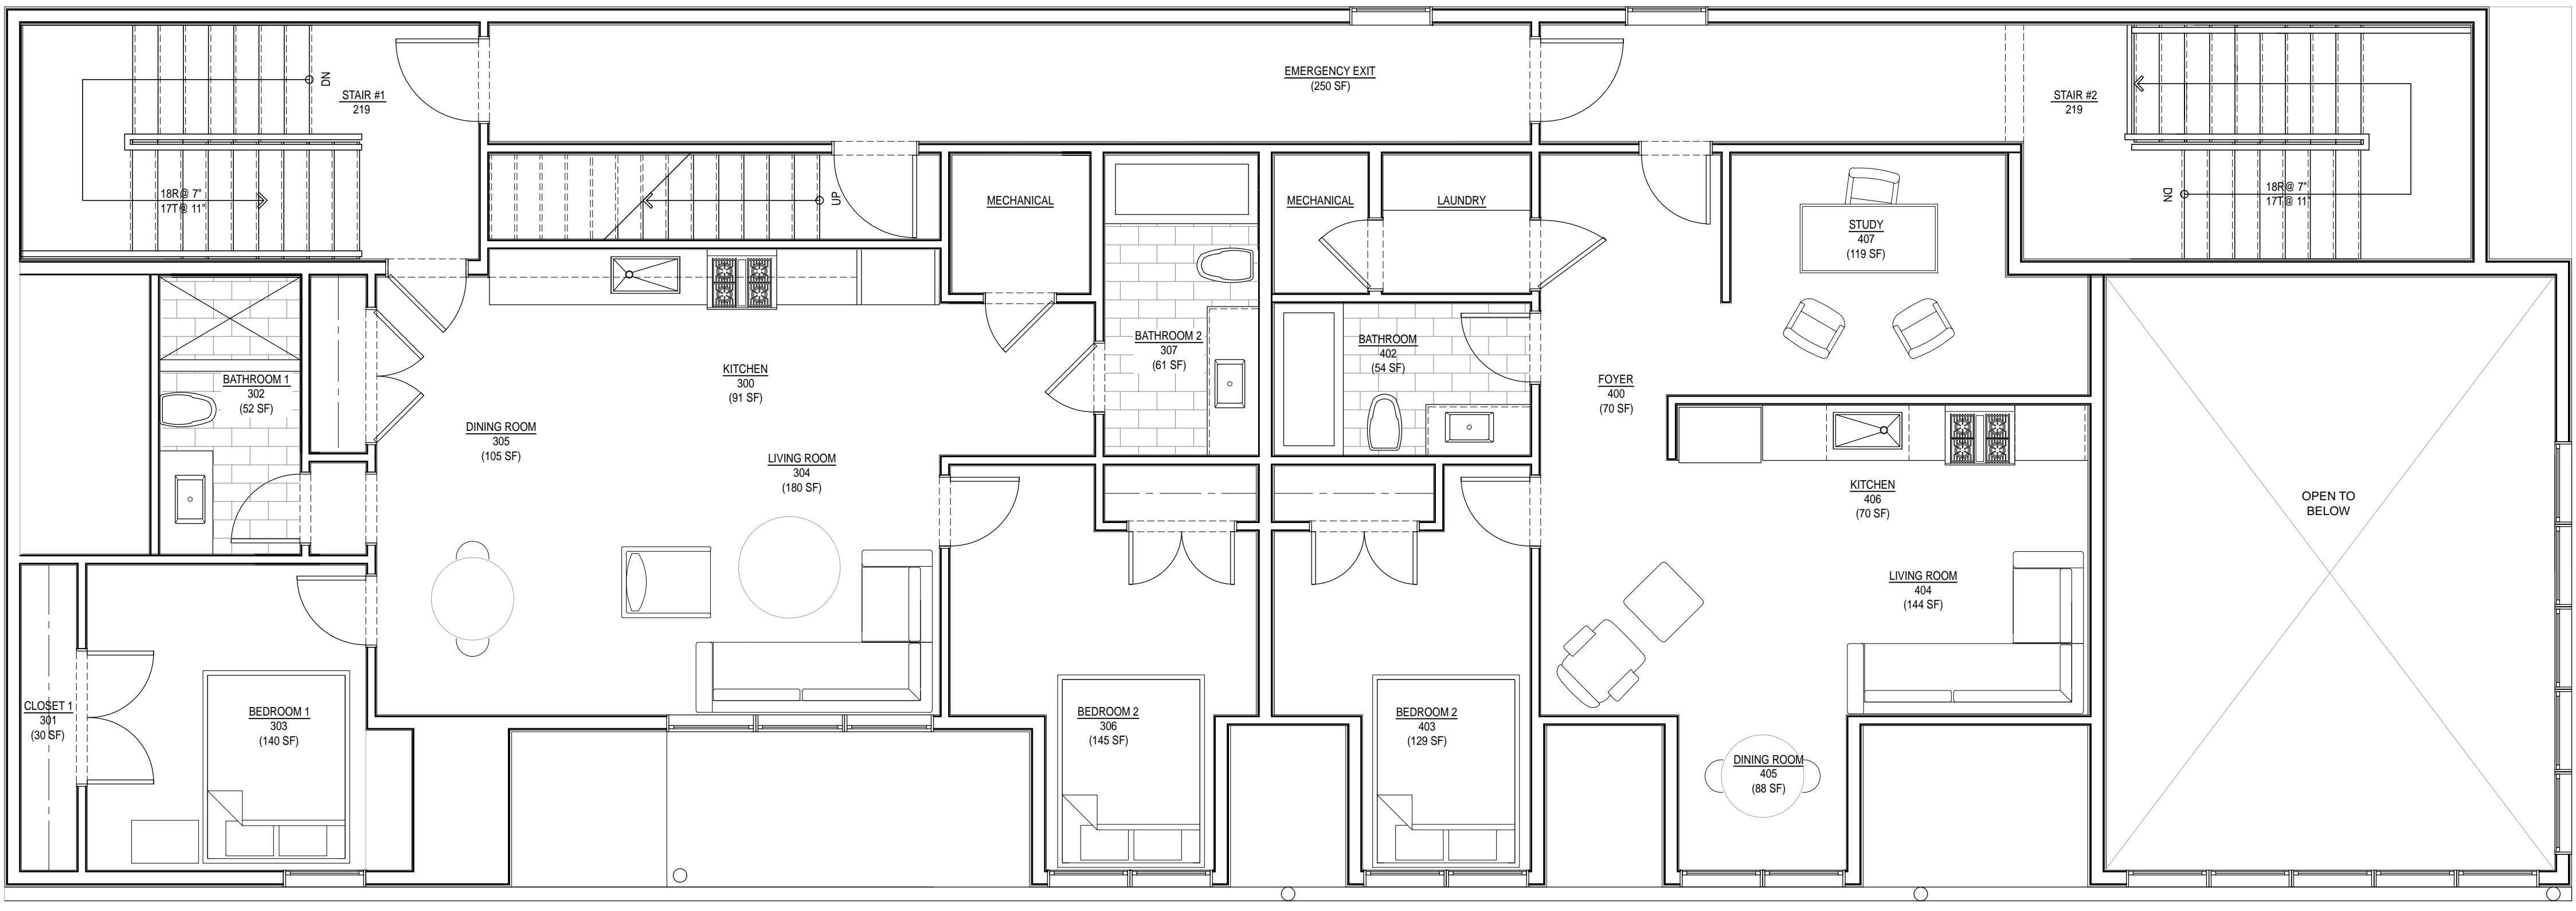 EMERGENCY EXIT
(250 SF)
DN
STAIR #1
219
18R@ 7"
17T@ 11"
UP
STAIR #2
219
DN
18R@ 7"
17T@ 11"
MECHANICAL
MECHANICAL
LAUNDRY
STUDY
407
(119 SF)
BATHROOM 1
302
(52 SF)
KITCHEN
300
(91 SF)
DINING ROOM
305
(105 SF)
LIVING ROOM
304
(180 SF)
BATHROOM 2
307
(61 SF)
BATHROOM
402
(54 SF)
FOYER
400
(70 SF)
KITCHEN
406
(70 SF)
LIVING ROOM
404
(144 SF)
OPEN TO
BELOW
CLOSET 1
301
(30 SF)
BEDROOM 1
303
(140 SF)
BEDROOM 2
306
(145 SF)
BEDROOM 2
403
(129 SF)
DINING ROOM
405
(88 SF)